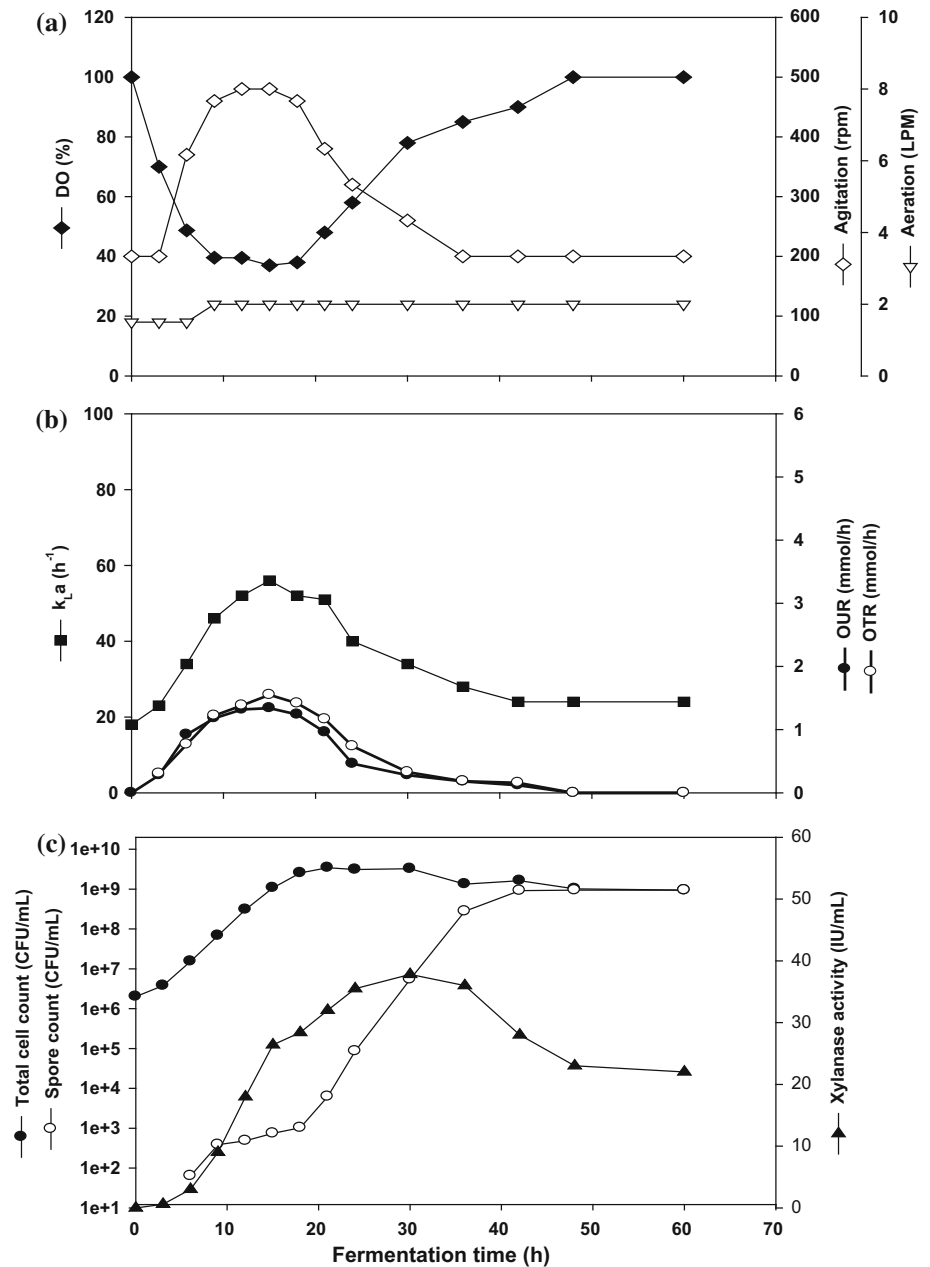 (a)
120
100
80
60
40
20
0
DO (%)
600
500
400
300
200
100
0
Agitation (rpm)
10
8
6
4
2
0
Aeration (LPM)
(b)
100
80
60
40
20
0
kLa (h-1)
6
5
4
3
2
1
0
OUR (mmol/h)
OTR (mmol/h)
(c)
1e+10
1e+9
1e+8
1e+7
1e+6
1e+5
1e+4
1e+3
1e+2
1e+1
Total cell count (CFU/mL)
Spore count (CFU/mL)
60
50
40
30
20
10
0
Xylanase activity (IU/mL)
0 10 20 30 40 50 60 70
Fermentation time (h)